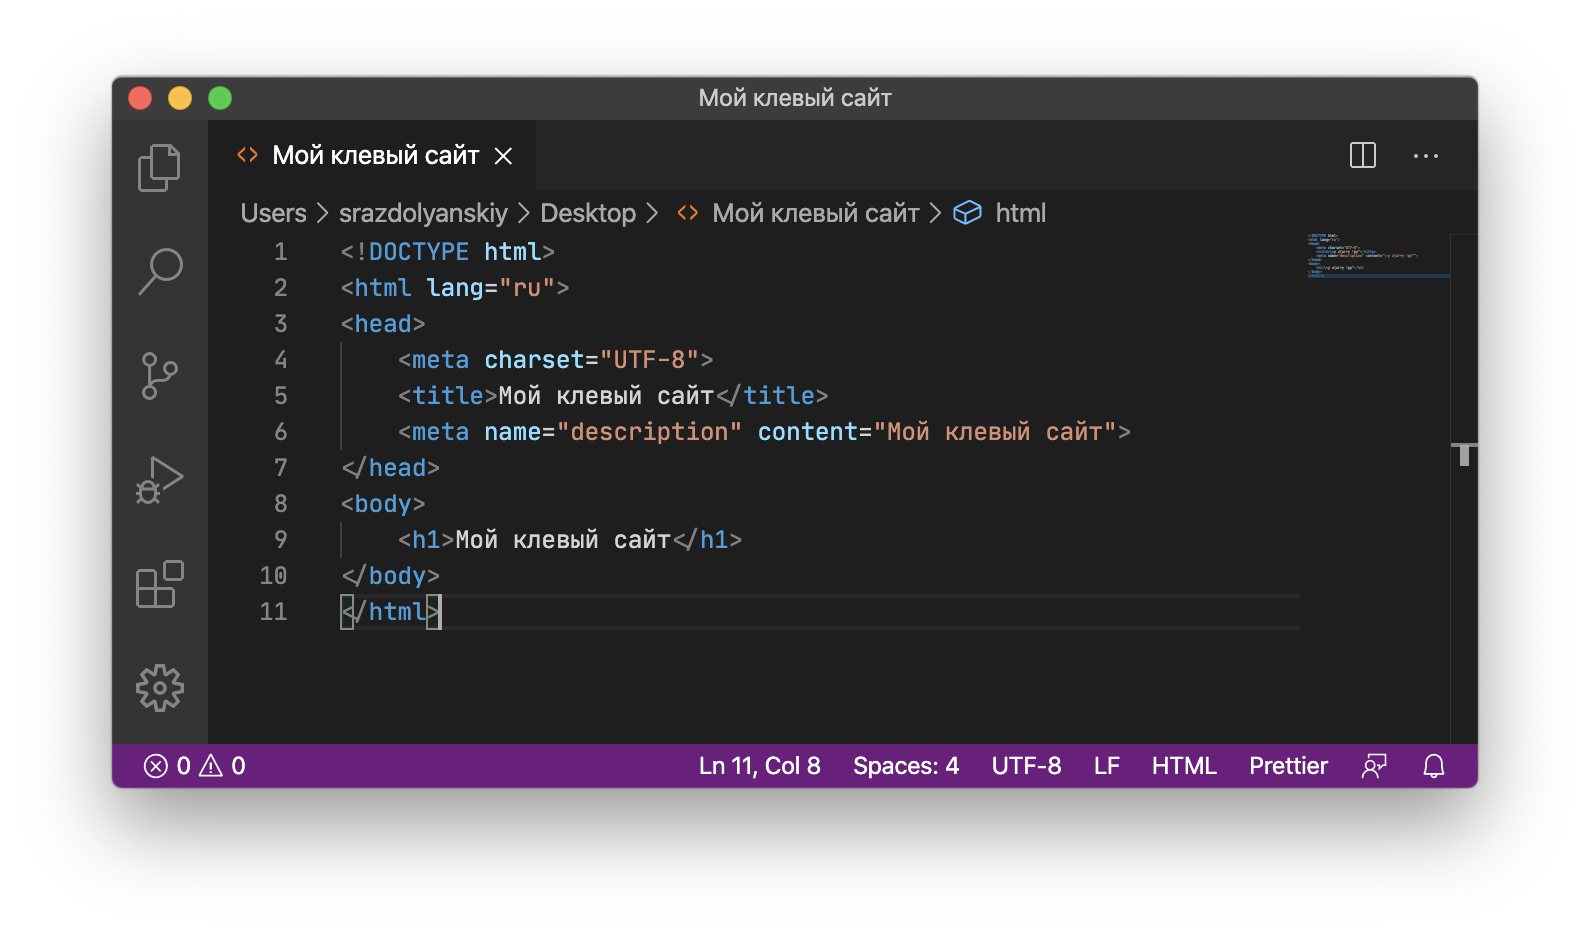 Мой клевый сайт
Мой клевый сайт
Users > srazdolyanskiy > Desktop > <> Мой клевый сайт > html
1 <!DOCTYPE html>
2 <html lang="ru">
3 <head>
4     <meta charset="UTF-8">
5     <title>Мой клевый сайт</title>
6     <meta name="description" content="Мой клевый сайт">
7 </head>
8 <body>
9     <h1>Мой клевый сайт</h1>
10 </body>
11 </html>
0 0 Ln 11, Col 8 Spaces: 4 UTF-8 LF HTML Prettier